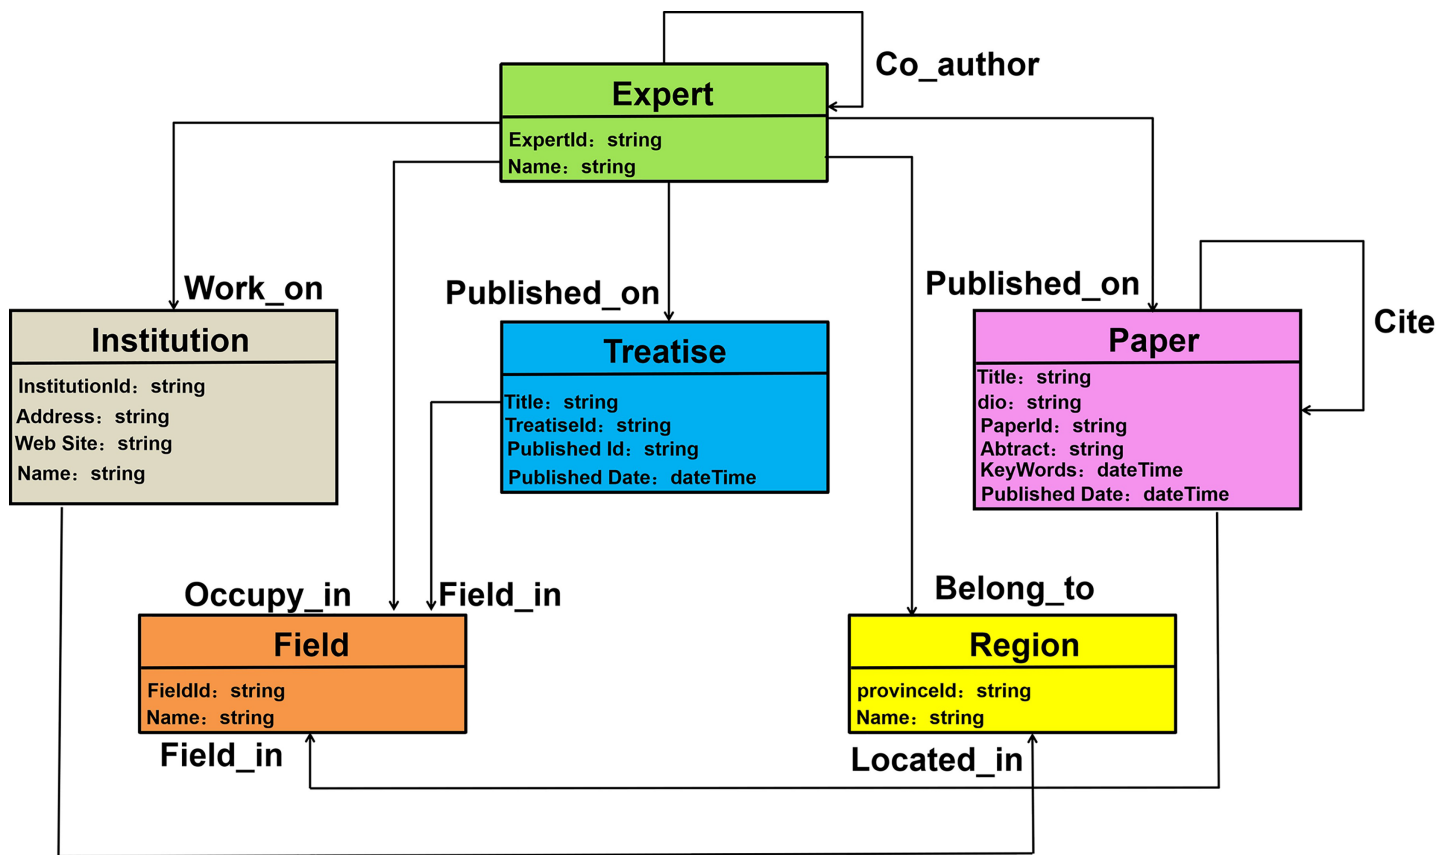 Co_author
Expert
ExpertId：string
Name：string
Work_on
Published_on
Published_on
Cite
Institution
InstitutionId：string
Address：string
Web Site：string
Name：string
Treatise
Title：string
TreatiseId：string
Published Id：string
Published Date：dateTime
Paper
Title：string
dio：string
PaperId：string
Abtract：string
KeyWords：dateTime
Published Date：dateTime
Occupy_in
Field_in
Belong_to
Field
FieldId：string
Name：string
Region
provinceId：string
Name：string
Field_in
Located_in